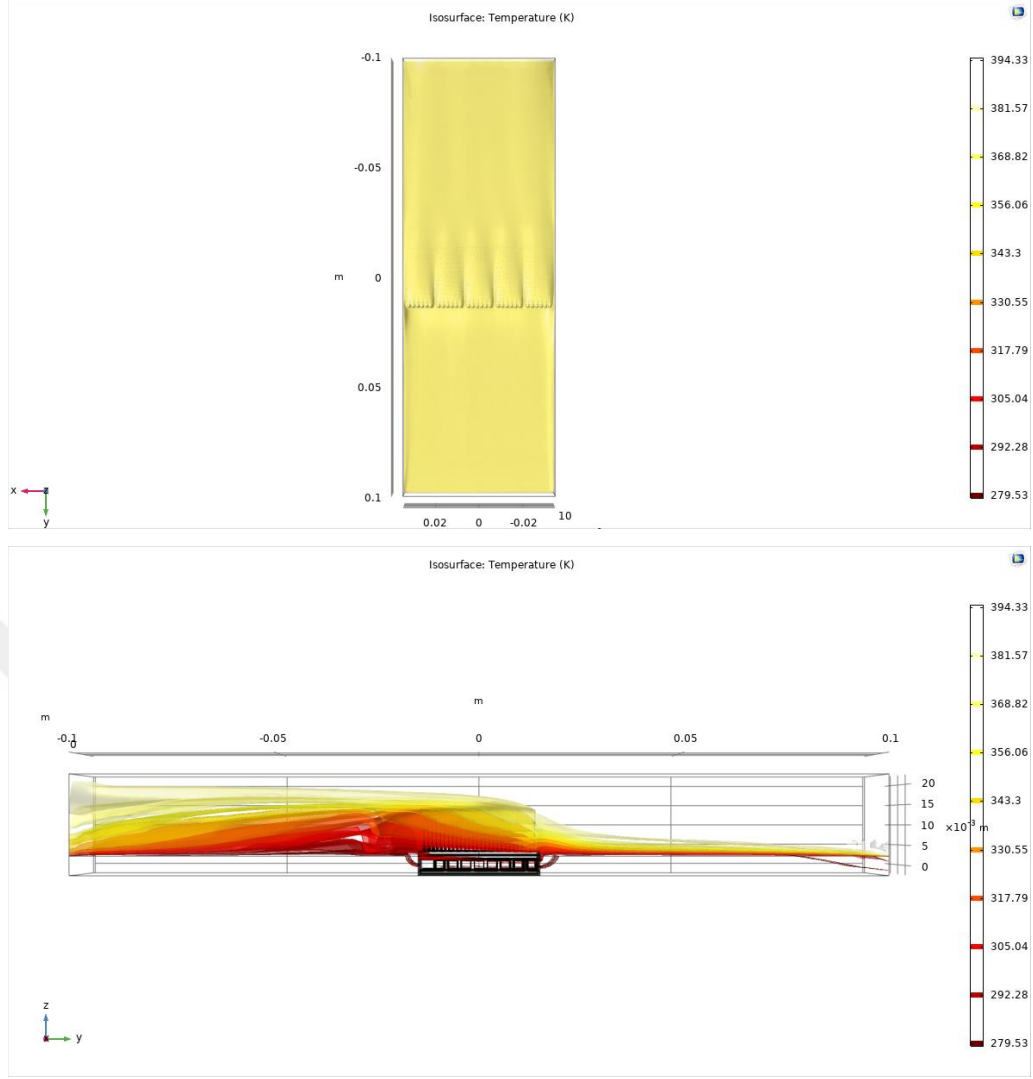 Isosurface: Temperature (K)
-0.1
-0.05
m
0
0.05
0.1
0.02 0 -0.02 10
x
z
y
394.33
381.57
368.82
356.06
343.3
330.55
317.79
305.04
292.28
279.53
Isosurface: Temperature (K)
m
m
-0.1 -0.05 0 0.05 0.1
0
20
15
10
×10⁻³ m
5
0
z
x
y
394.33
381.57
368.82
356.06
343.3
330.55
317.79
305.04
292.28
279.53